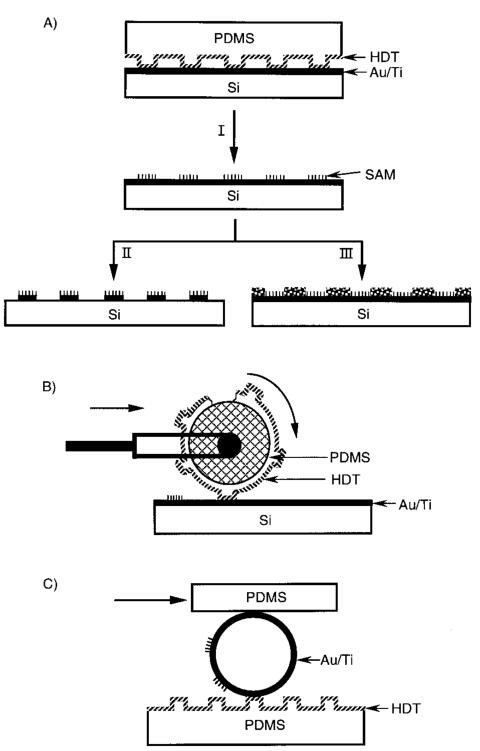 A)
PDMS
HDT
Au/Ti
Si
I
SAM
Si
II
III
Si
Si
B)
PDMS
HDT
Au/Ti
Si
C)
PDMS
Au/Ti
HDT
PDMS